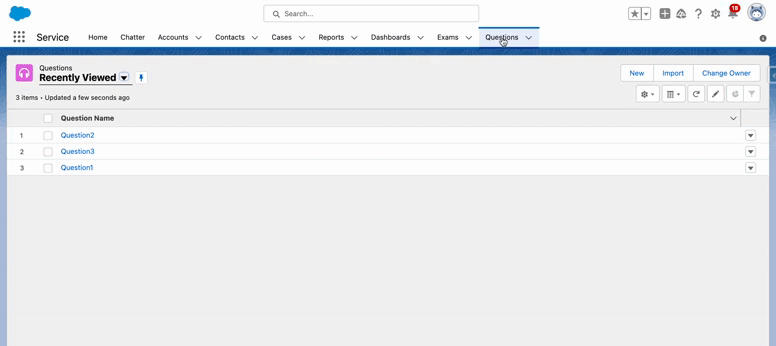 Search...
18
Service Home Chatter Accounts Contacts Cases Reports Dashboards Exams Questions
Questions
Recently Viewed
New Import Change Owner
3 items • Updated a few seconds ago
Question Name
1 Question2
2 Question3
3 Question1